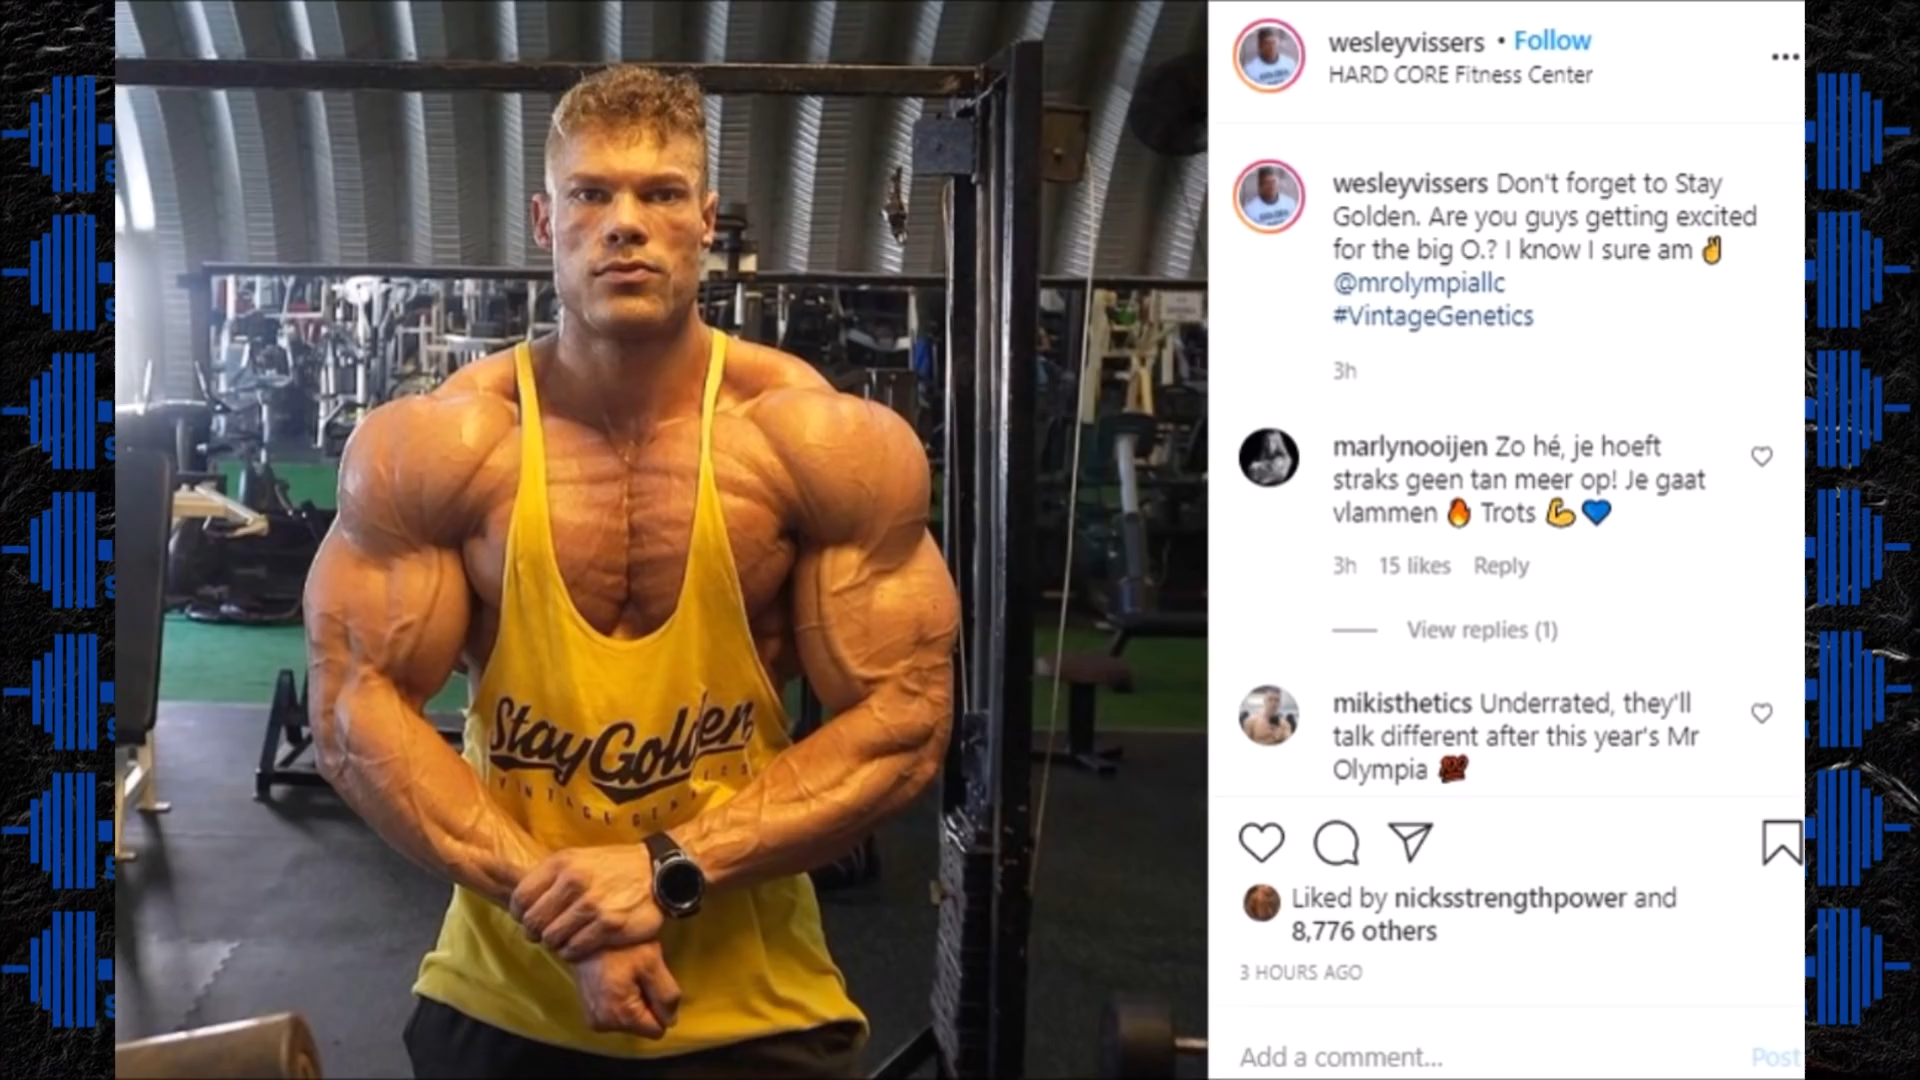 wesleyvissers • Follow
HARD CORE Fitness Center
wesleyvissers Don't forget to Stay
Golden. Are you guys getting excited
for the big O.? I know I sure am ✌
@mrolympiallc
#VintageGenetics
3h
marlynooijen Zo hé, je hoeft
straks geen tan meer op! Je gaat
vlammen 🔥 Trots 💪💙
3h 15 likes Reply
View replies (1)
mikisthetics Underrated, they'll
talk different after this year's Mr
Olympia 💯
Liked by nicksstrengthpower and
8,776 others
3 HOURS AGO
Add a comment... Post
StayGolden